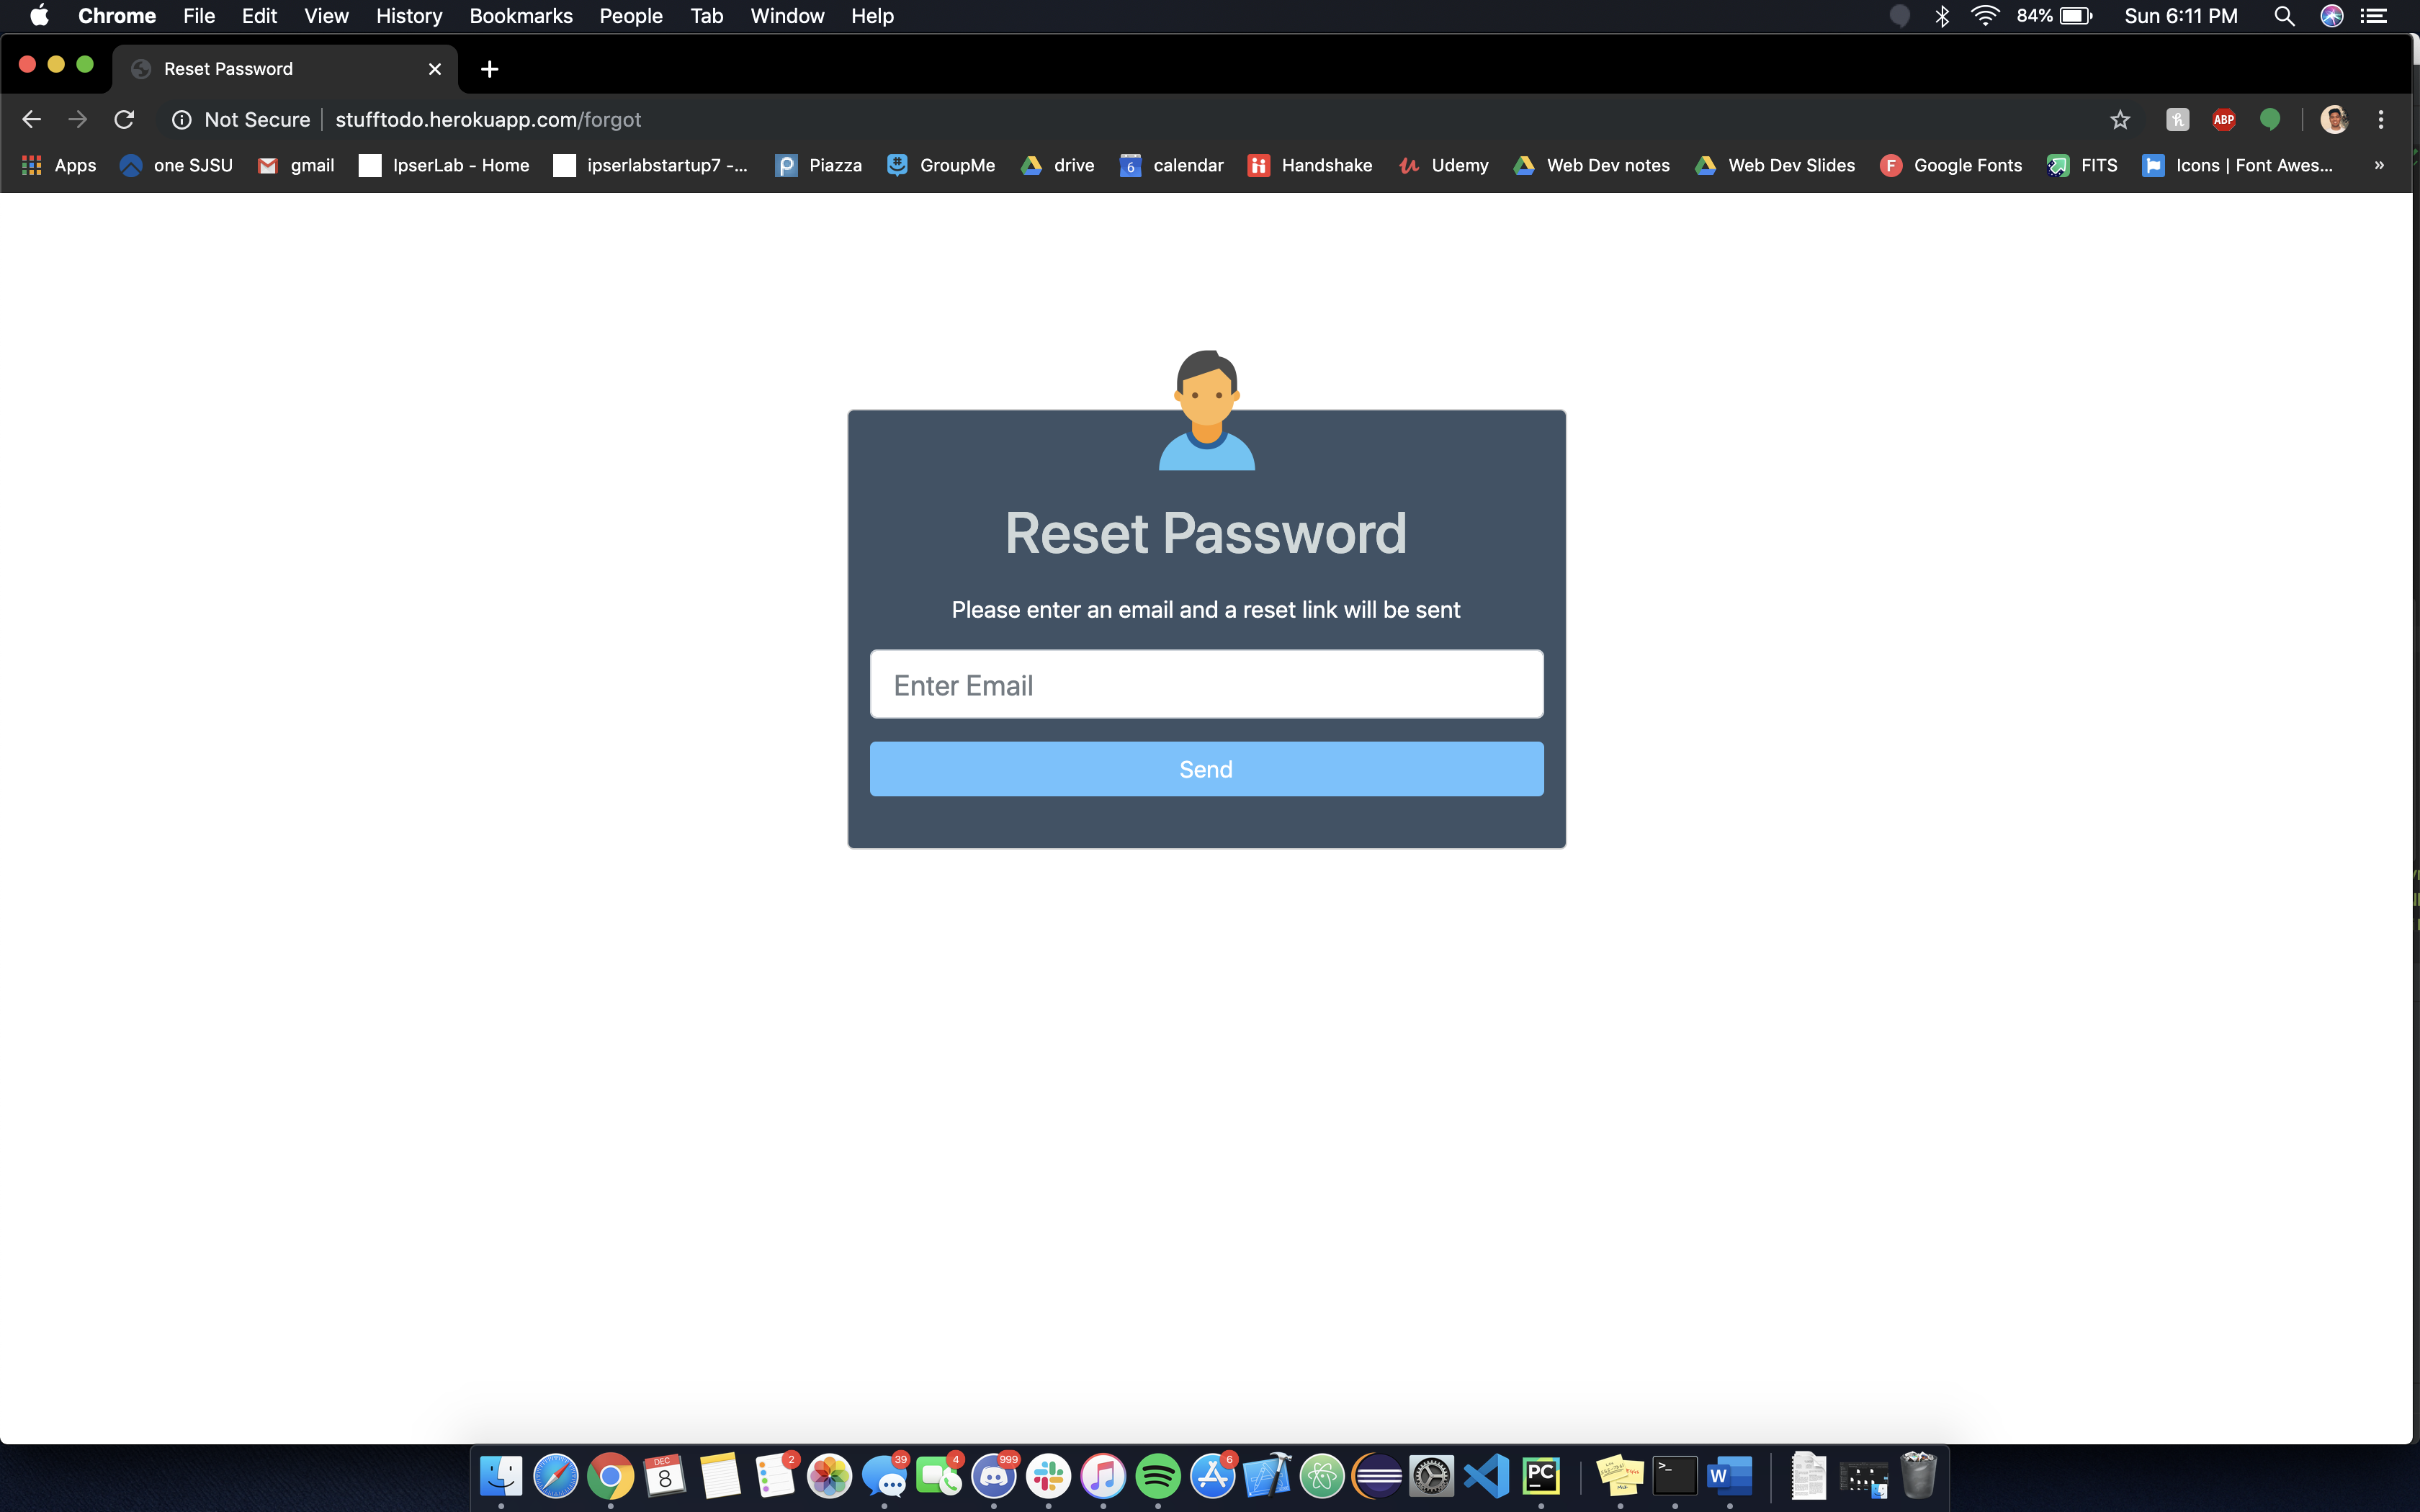 Chrome File Edit View History Bookmarks People Tab Window Help 84% Sun 6:11 PM
Reset Password
Not Secure stufftodo.herokuapp.com/forgot ABP
Apps one SJSU gmail IpserLab - Home ipserlabstartup7 -... Piazza GroupMe drive 6 calendar Handshake Udemy Web Dev notes Web Dev Slides F Google Fonts FITS Icons | Font Awes... »
Reset Password
Please enter an email and a reset link will be sent
Enter Email
Send
DEC 8 2 39 4 999 6 PC >_ W